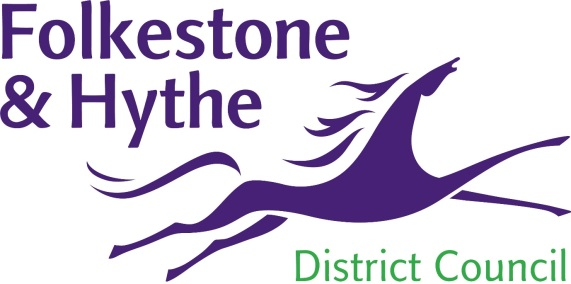 Folkestone
& Hythe
District Council